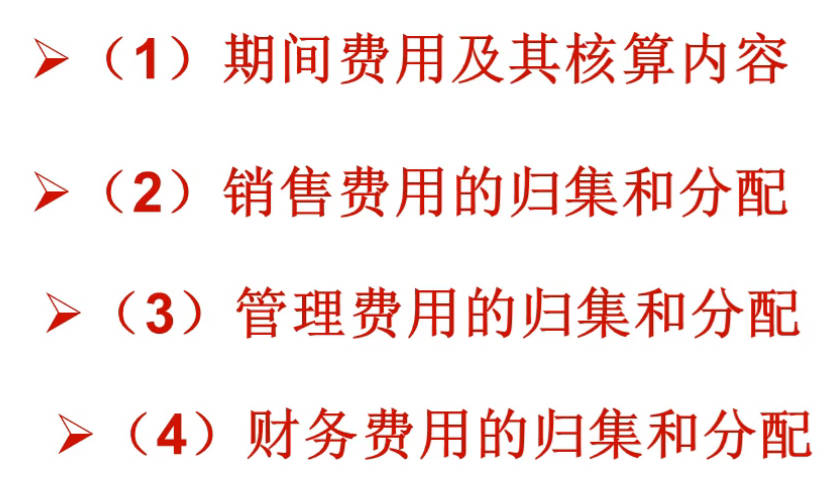 ➢（1）期间费用及其核算内容
➢（2）销售费用的归集和分配
➢（3）管理费用的归集和分配
➢（4）财务费用的归集和分配